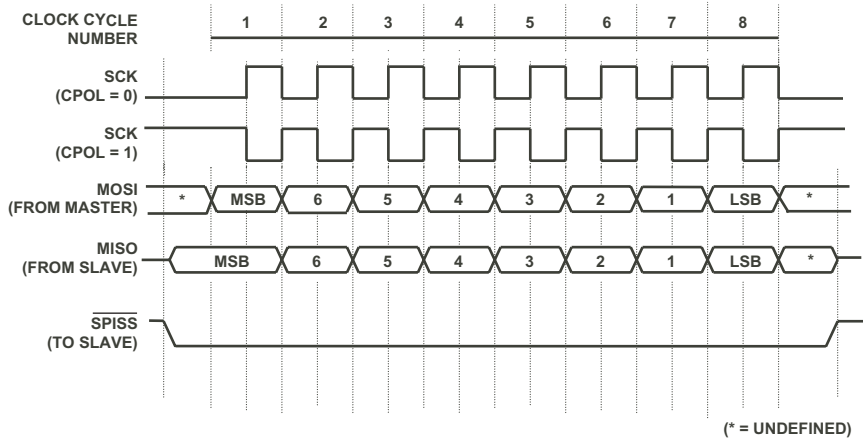 CLOCK CYCLE
NUMBER
1 2 3 4 5 6 7 8
SCK
(CPOL = 0)
SCK
(CPOL = 1)
MOSI
(FROM MASTER)
* MSB 6 5 4 3 2 1 LSB *
MISO
(FROM SLAVE)
MSB 6 5 4 3 2 1 LSB *
SPISS
(TO SLAVE)
(* = UNDEFINED)